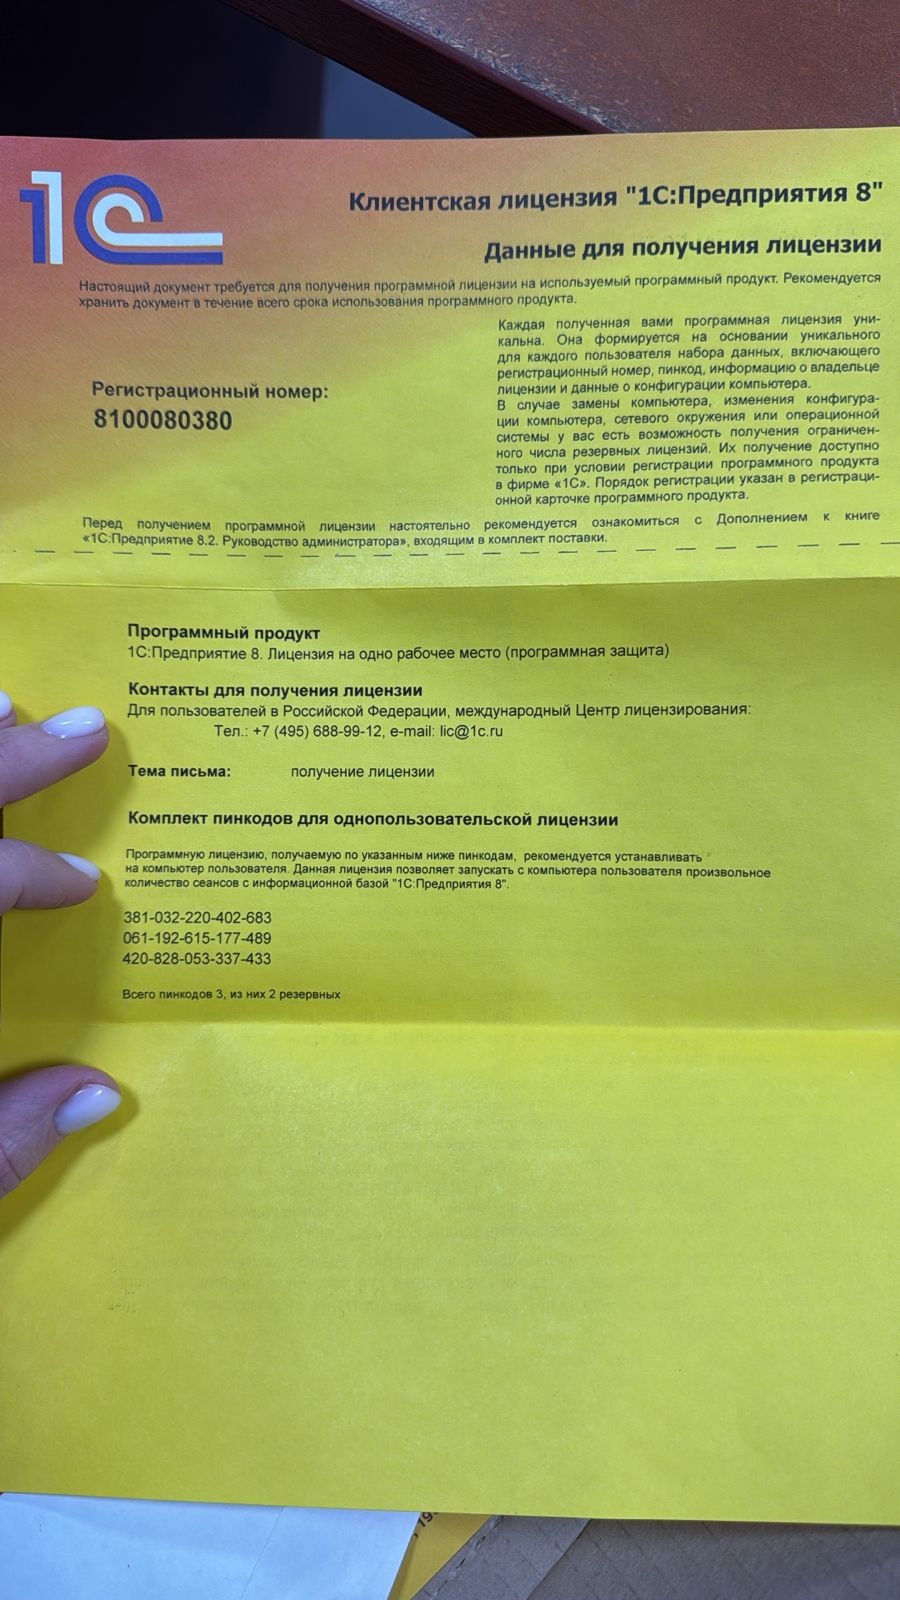 1С
Клиентская лицензия "1С:Предприятия 8"
Данные для получения лицензии
Настоящий документ требуется для получения программной лицензии на используемый программный продукт. Рекомендуется
хранить документ в течение всего срока использования программного продукта.
Каждая полученная вами программная лицензия уни-
кальна. Она формируется на основании уникального
для каждого пользователя набора данных, включающего
регистрационный номер, пинкод, информацию о владельце
лицензии и данные о конфигурации компьютера.
В случае замены компьютера, изменения конфигура-
ции компьютера, сетевого окружения или операционной
системы у вас есть возможность получения ограничен-
ного числа резервных лицензий. Их получение доступно
только при условии регистрации программного продукта
в фирме «1С». Порядок регистрации указан в регистраци-
онной карточке программного продукта.
Регистрационный номер:
8100080380
Перед получением программной лицензии настоятельно рекомендуется ознакомиться с Дополнением к книге
«1С:Предприятие 8.2. Руководство администратора», входящим в комплект поставки.
Программный продукт
1С:Предприятие 8. Лицензия на одно рабочее место (программная защита)
Контакты для получения лицензии
Для пользователей в Российской Федерации, международный Центр лицензирования:
Тел.: +7 (495) 688-99-12, e-mail: lic@1c.ru
Тема письма: получение лицензии
Комплект пинкодов для однопользовательской лицензии
Программную лицензию, получаемую по указанным ниже пинкодам, рекомендуется устанавливать
на компьютер пользователя. Данная лицензия позволяет запускать с компьютера пользователя произвольное
количество сеансов с информационной базой "1С:Предприятия 8".
381-032-220-402-683
061-192-615-177-489
420-828-053-337-433
Всего пинкодов 3, из них 2 резервных